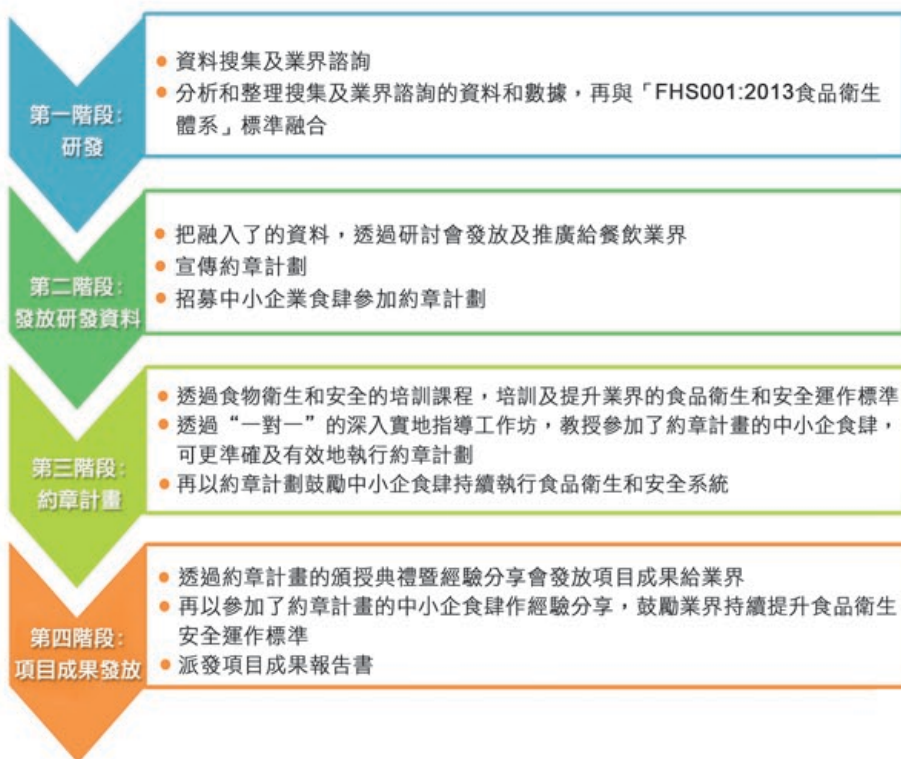 第一階段:
研發
資料搜集及業界諮詢
分析和整理搜集及業界諮詢的資料和數據，再與「FHS001:2013食品衛生
體系」標準融合
第二階段:
發放研發資料
把融入了的資料，透過研討會發放及推廣給餐飲業界
宣傳約章計劃
招募中小企業食肆參加約章計劃
第三階段:
約章計畫
透過食物衛生和安全的培訓課程，培訓及提升業界的食品衛生和安全運作標準
透過“一對一”的深入實地指導工作坊，教授參加了約章計畫的中小企食肆，
可更準確及有效地執行約章計劃
再以約章計劃鼓勵中小企食肆持續執行食品衛生和安全系統
第四階段:
項目成果發放
透過約章計畫的頒授典禮暨經驗分享會發放項目成果給業界
再以參加了約章計畫的中小企食肆作經驗分享，鼓勵業界持續提升食品衛生
安全運作標準
派發項目成果報告書